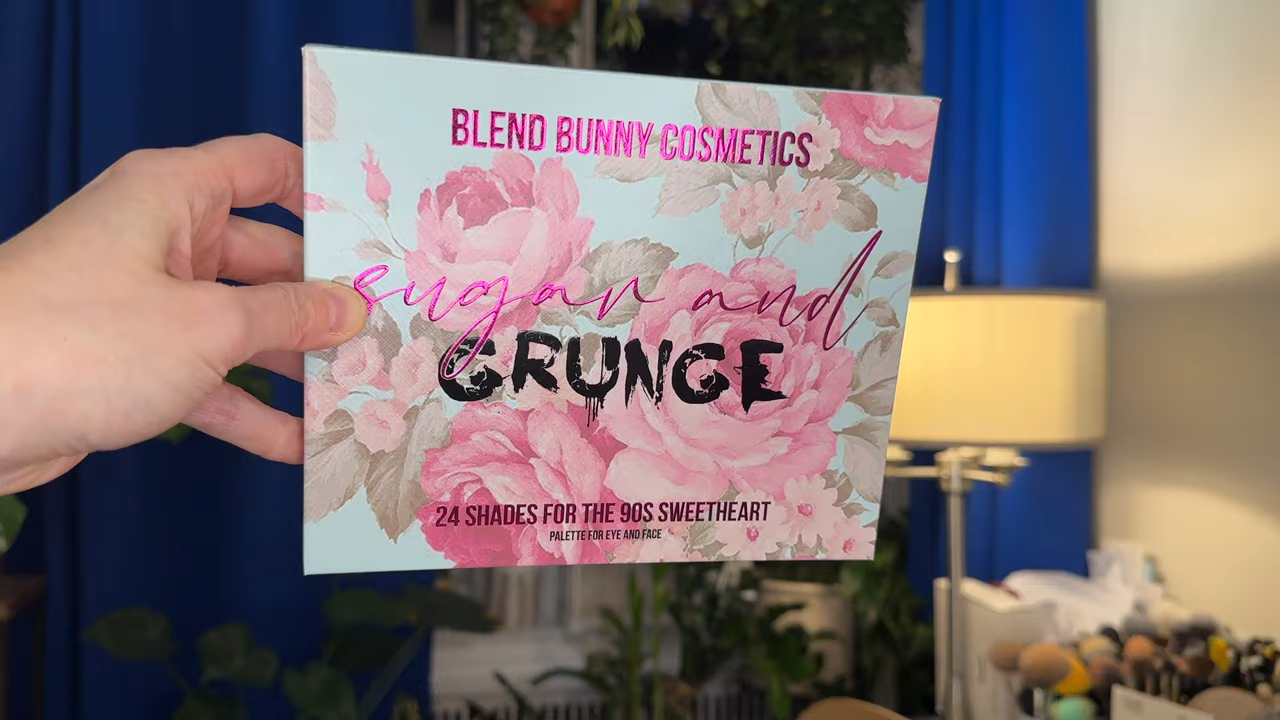 BLEND BUNNY COSMETICS
sugar and
GRUNGE
24 SHADES FOR THE 90S SWEETHEART
PALETTE FOR EYE AND FACE